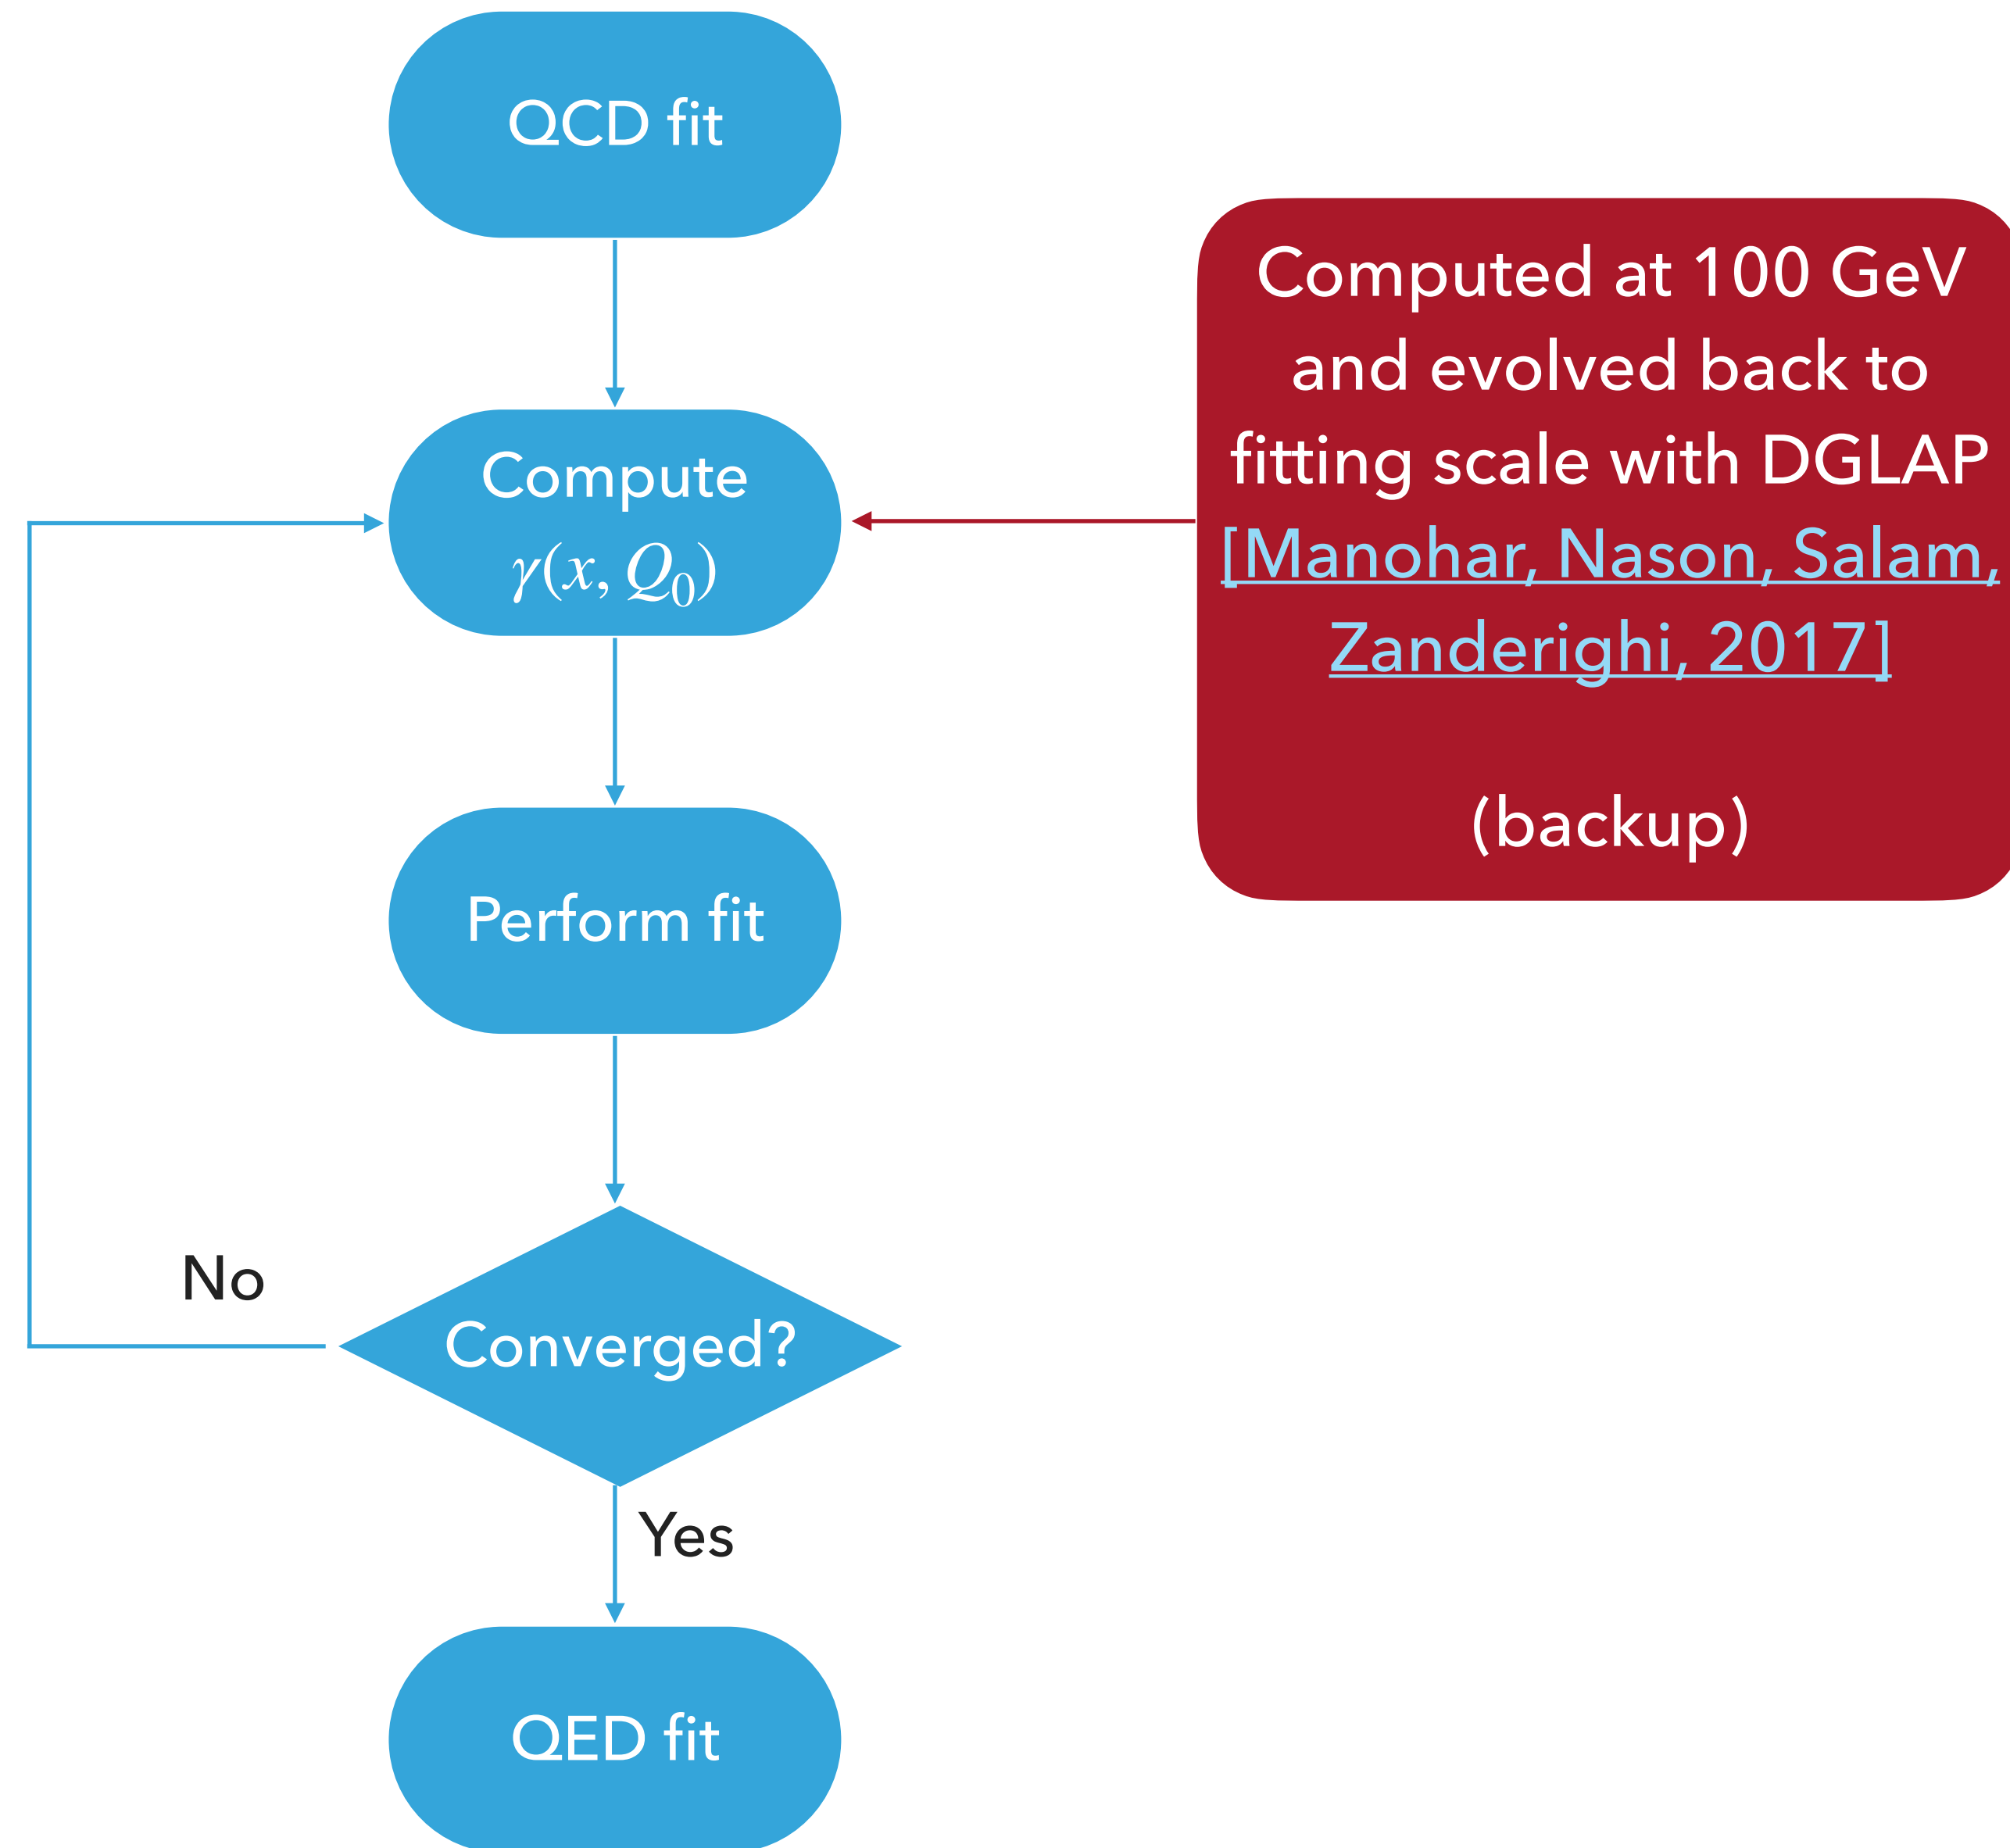 QCD fit
Compute
γ(x, Q₀)
Perform fit
No
Converged?
Yes
QED fit
Computed at 100 GeV
and evolved back to
fitting scale with DGLAP
[Manohar, Nason, Salam,
Zanderighi, 2017]
(backup)